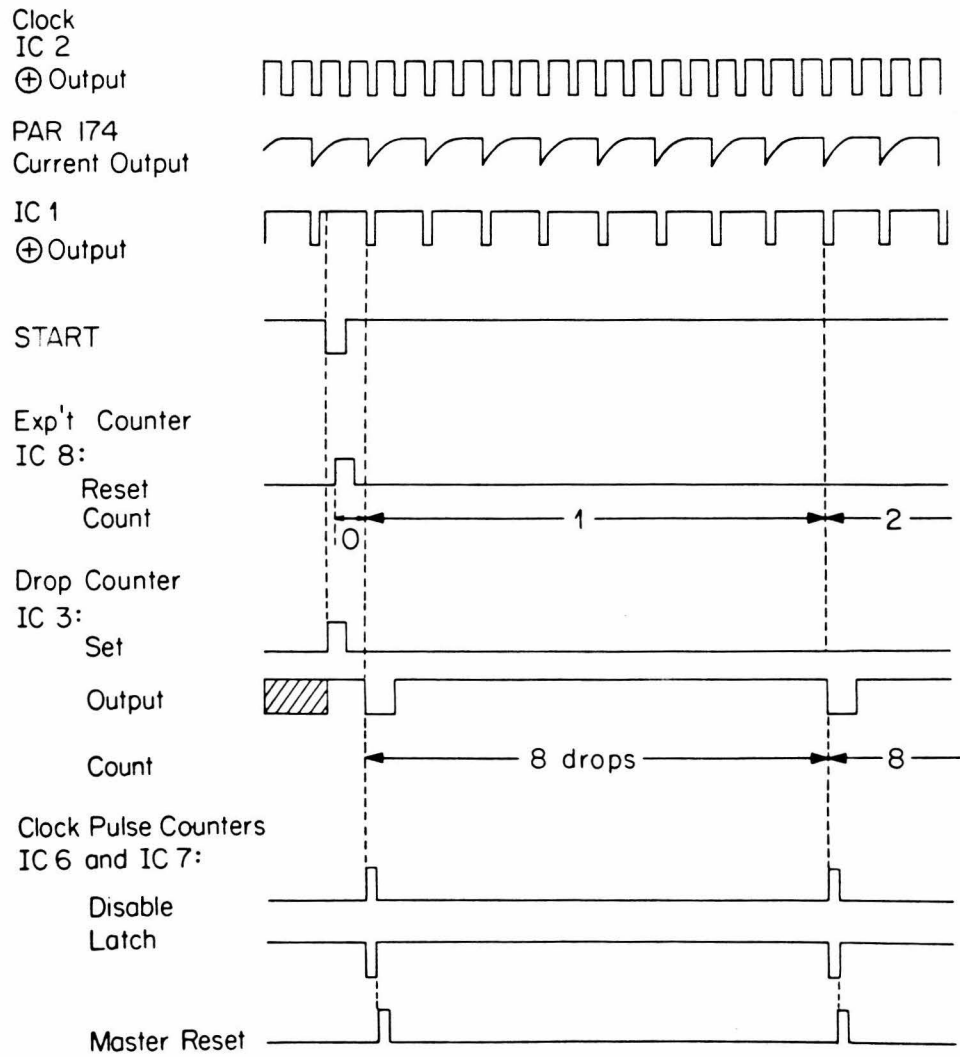 Clock
IC 2
⊕ Output
PAR 174
Current Output
IC 1
⊕ Output
START
Exp't Counter
IC 8:
Reset
Count
0
1
2
Drop Counter
IC 3:
Set
Output
Count
8 drops
8
Clock Pulse Counters
IC 6 and IC 7:
Disable
Latch
Master Reset